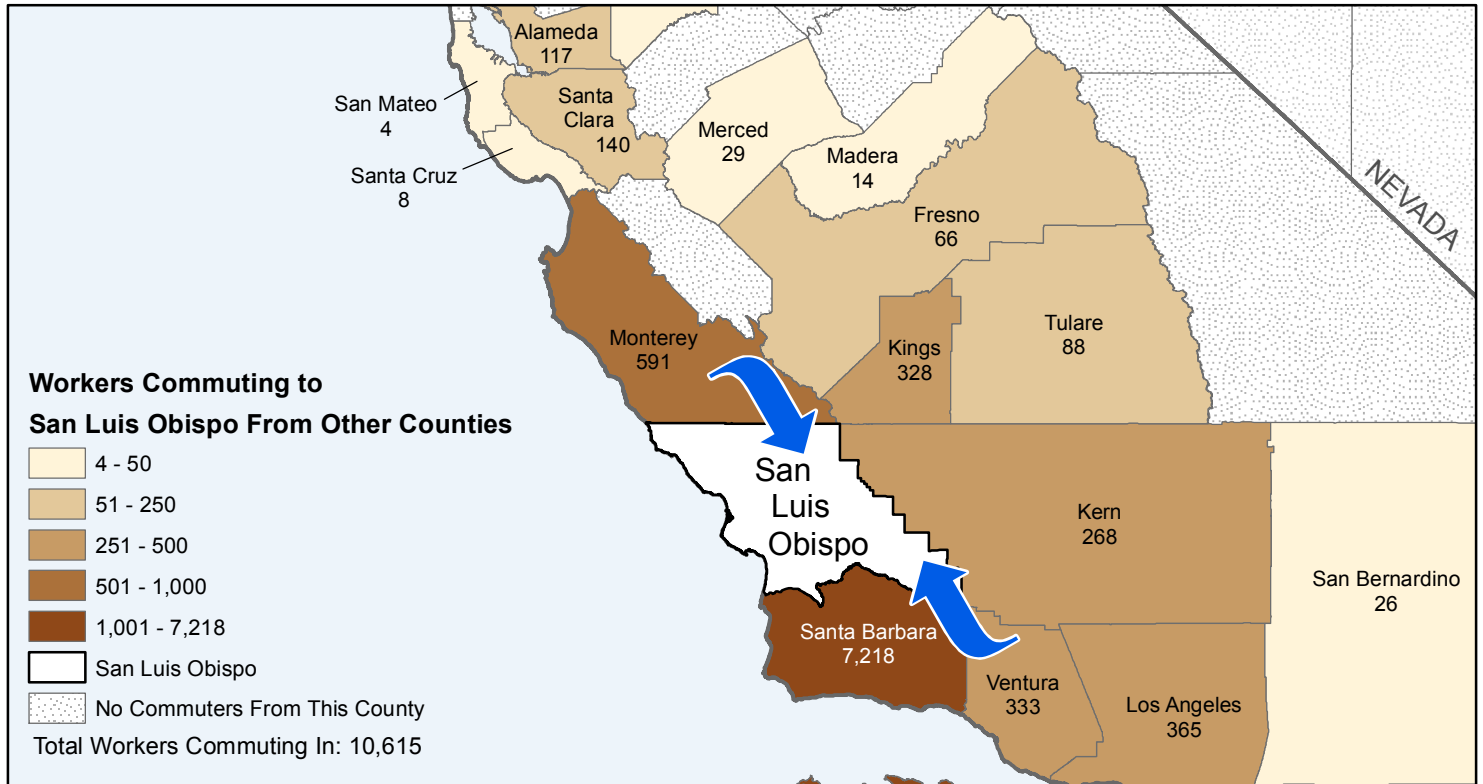 Alameda
117
San Mateo
4
Santa
Clara
140
Santa Cruz
8
Merced
29
Madera
14
Fresno
66
NEVADA
Monterey
591
Kings
328
Tulare
88
Workers Commuting to
San Luis Obispo From Other Counties
4 - 50
51 - 250
251 - 500
501 - 1,000
1,001 - 7,218
San Luis Obispo
No Commuters From This County
Total Workers Commuting In: 10,615
San
Luis
Obispo
Kern
268
San Bernardino
26
Santa Barbara
7,218
Ventura
333
Los Angeles
365